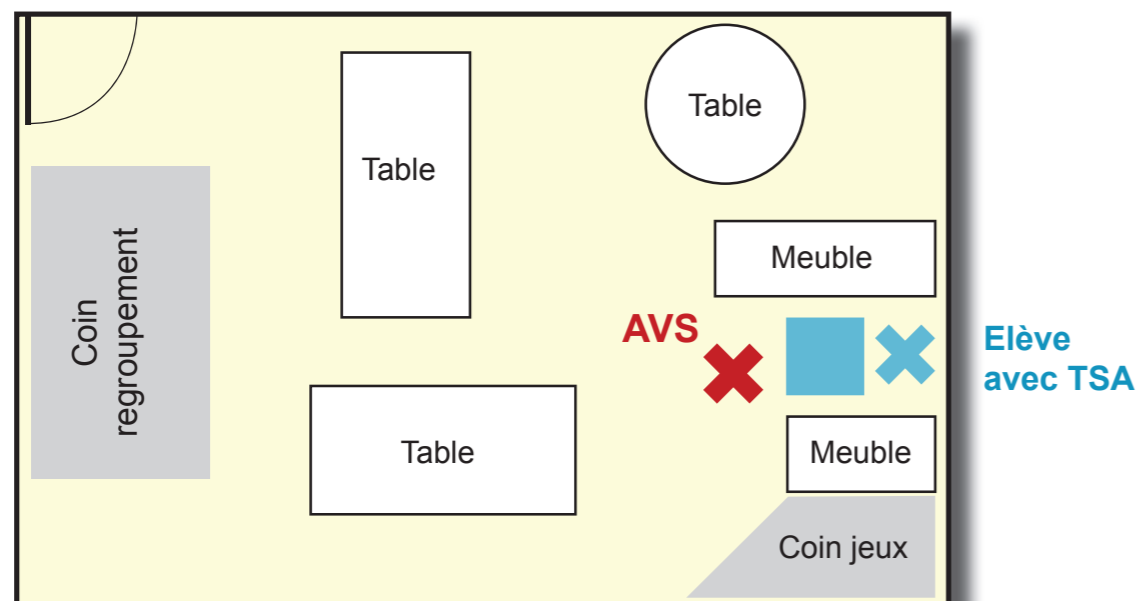 Table
Table
Coin
regroupement
Meuble
AVS
Elève
avec TSA
Table
Meuble
Coin jeux